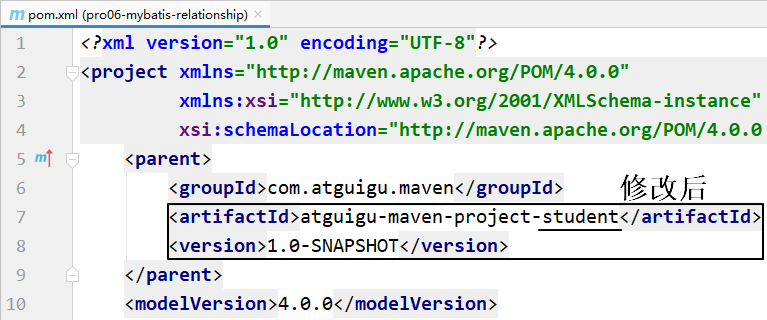 pom.xml (pro06-mybatis-relationship)
1 <?xml version="1.0" encoding="UTF-8"?>
2 <project xmlns="http://maven.apache.org/POM/4.0.0"
3 xmlns:xsi="http://www.w3.org/2001/XMLSchema-instance"
4 xsi:schemaLocation="http://maven.apache.org/POM/4.0.0
5 m <parent>
6 <groupId>com.atguigu.maven</groupId> 修改后
7 <artifactId>atguigu-maven-project-student</artifactId>
8 <version>1.0-SNAPSHOT</version>
9 </parent>
10 <modelVersion>4.0.0</modelVersion>